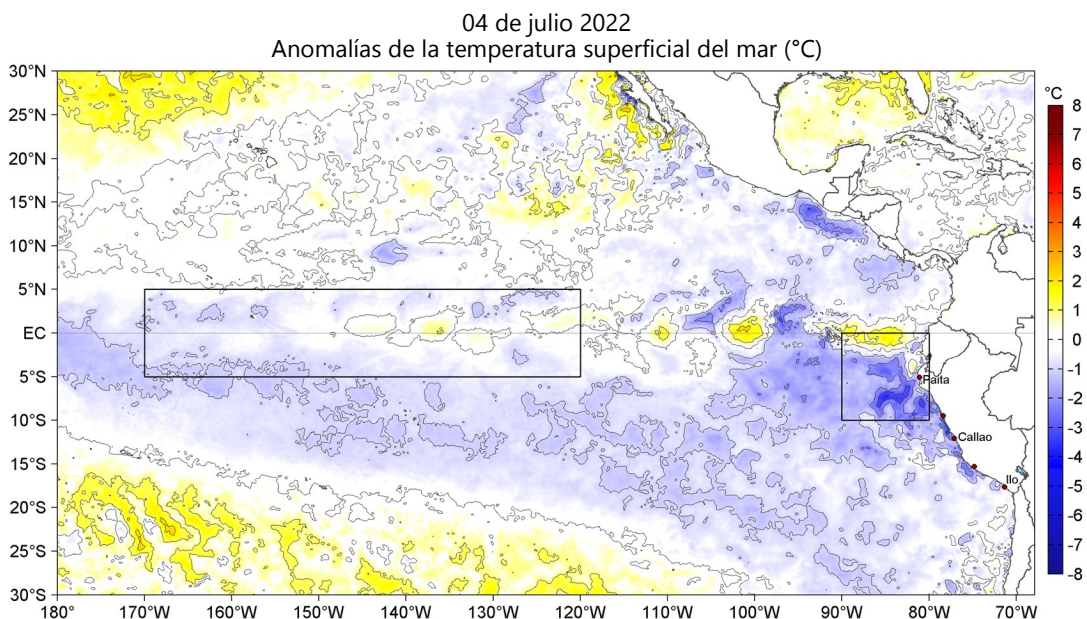 04 de julio 2022
Anomalías de la temperatura superficial del mar (°C)
30°N
25°N
20°N
15°N
10°N
5°N
EC
5°S
10°S
15°S
20°S
25°S
30°S
180
170°W
160°W
150°W
140°W
130°W
120°W
110°W
100°W
90°W
80°W
70°W
Paita
Callao
Ilo
°C
8
7
6
5
4
3
2
1
0
-1
-2
-3
-4
-5
-6
-7
-8